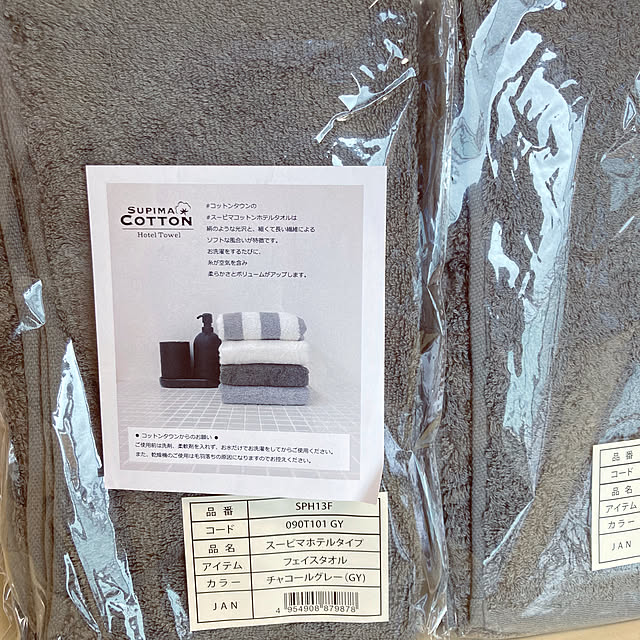 SUPIMA
COTTON
Hotel Towel
#コットンタウンの
#スーピマコットンホテルタオルは
絹のような光沢と、細くて長い繊維による
ソフトな風合いが特徴です。
お洗濯をするたびに、
糸が空気を含み
柔らかさとボリュームがアップします。
● コットンタウンからのお願い ●
ご使用前は洗剤、柔軟剤を入れず、お水だけでお洗濯をしてからご使用ください。
また、乾燥機のご使用は毛羽落ちの原因になりますのでお控えください。
品番 SPH13F
コード 090T101 GY
品名 スーピマホテルタイプ
アイテム フェイスタオル
カラー チャコールグレー(GY)
JAN 4 954908 879878
品番
コード
品名
アイテム
カラー
JAN